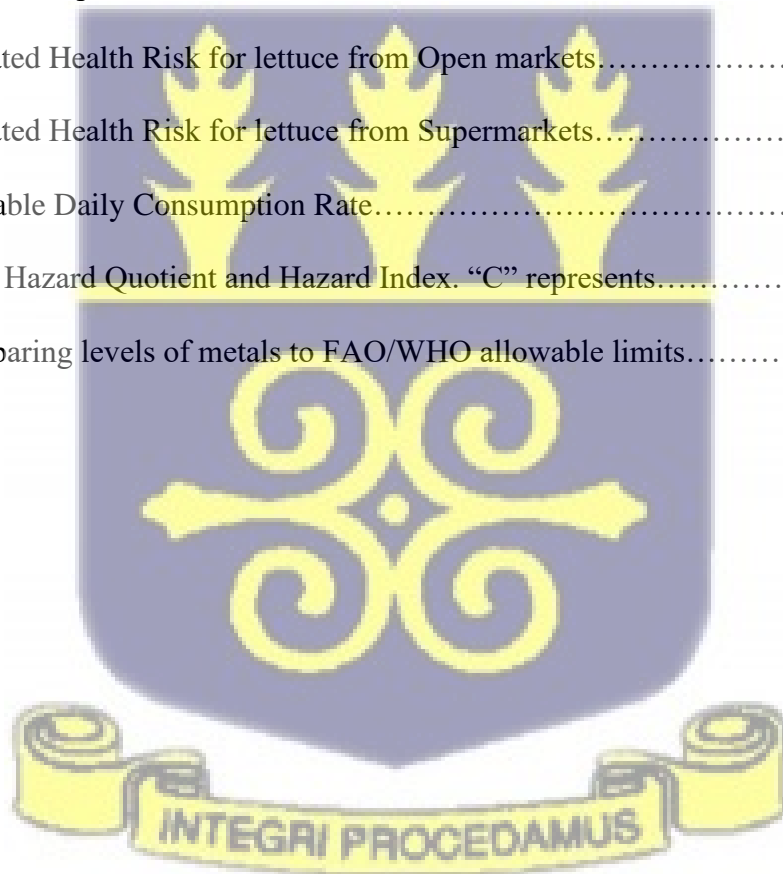 ted Health Risk for lettuce from Open markets……………….
ted Health Risk for lettuce from Supermarkets……………….
able Daily Consumption Rate………………………………….
Hazard Quotient and Hazard Index. “C” represents………….
paring levels of metals to FAO/WHO allowable limits………
INTEGRI PROCEDAMUS